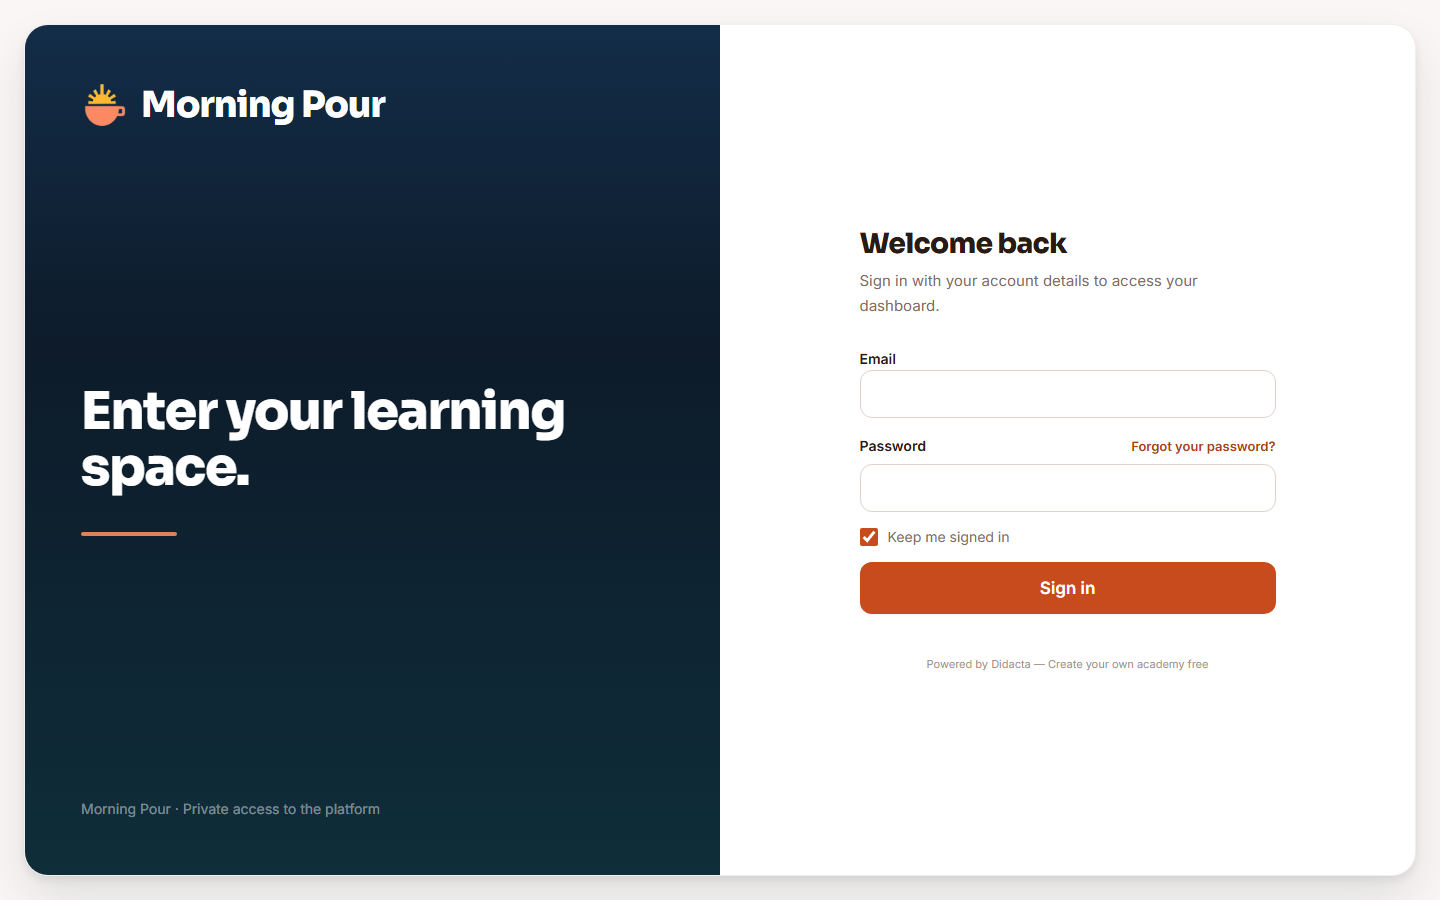 Morning Pour
Enter your learning
space.
Morning Pour · Private access to the platform
Welcome back
Sign in with your account details to access your
dashboard.
Email
Password
Forgot your password?
Keep me signed in
Sign in
Powered by Didacta — Create your own academy free